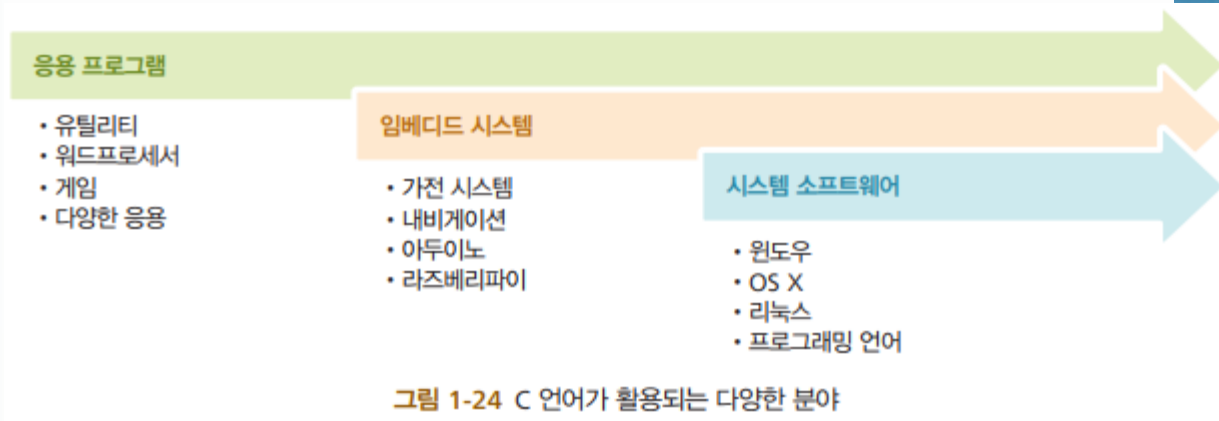 응용 프로그램
• 유틸리티
• 워드프로세서
• 게임
• 다양한 응용
임베디드 시스템
• 가전 시스템
• 내비게이션
• 아두이노
• 라즈베리파이
시스템 소프트웨어
• 윈도우
• OS X
• 리눅스
• 프로그래밍 언어
그림 1-24 C 언어가 활용되는 다양한 분야